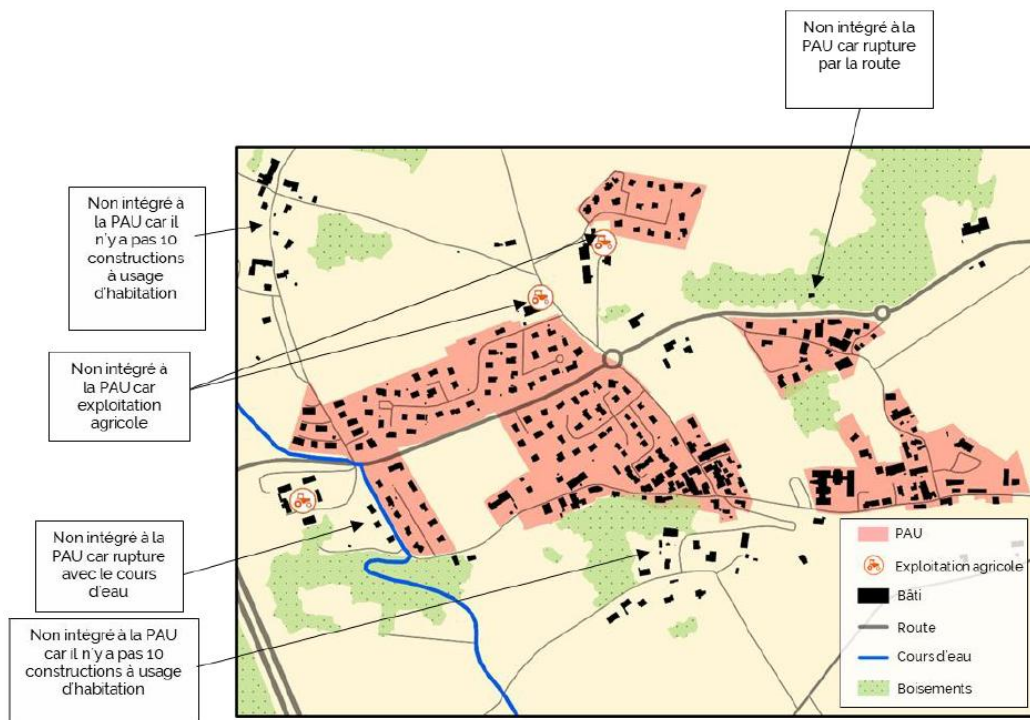 Non intégré à la
PAU car rupture
par la route
Non intégré à
la PAU car il
n'y a pas 10
constructions
à usage
d'habitation
Non intégré à
la PAU car
exploitation
agricole
Non intégré à la
PAU car rupture
avec le cours
d'eau
Non intégré à la PAU
car il n'y a pas 10
constructions à usage
d'habitation
PAU
Exploitation agricole
Bâti
Route
Cours d'eau
Boisements